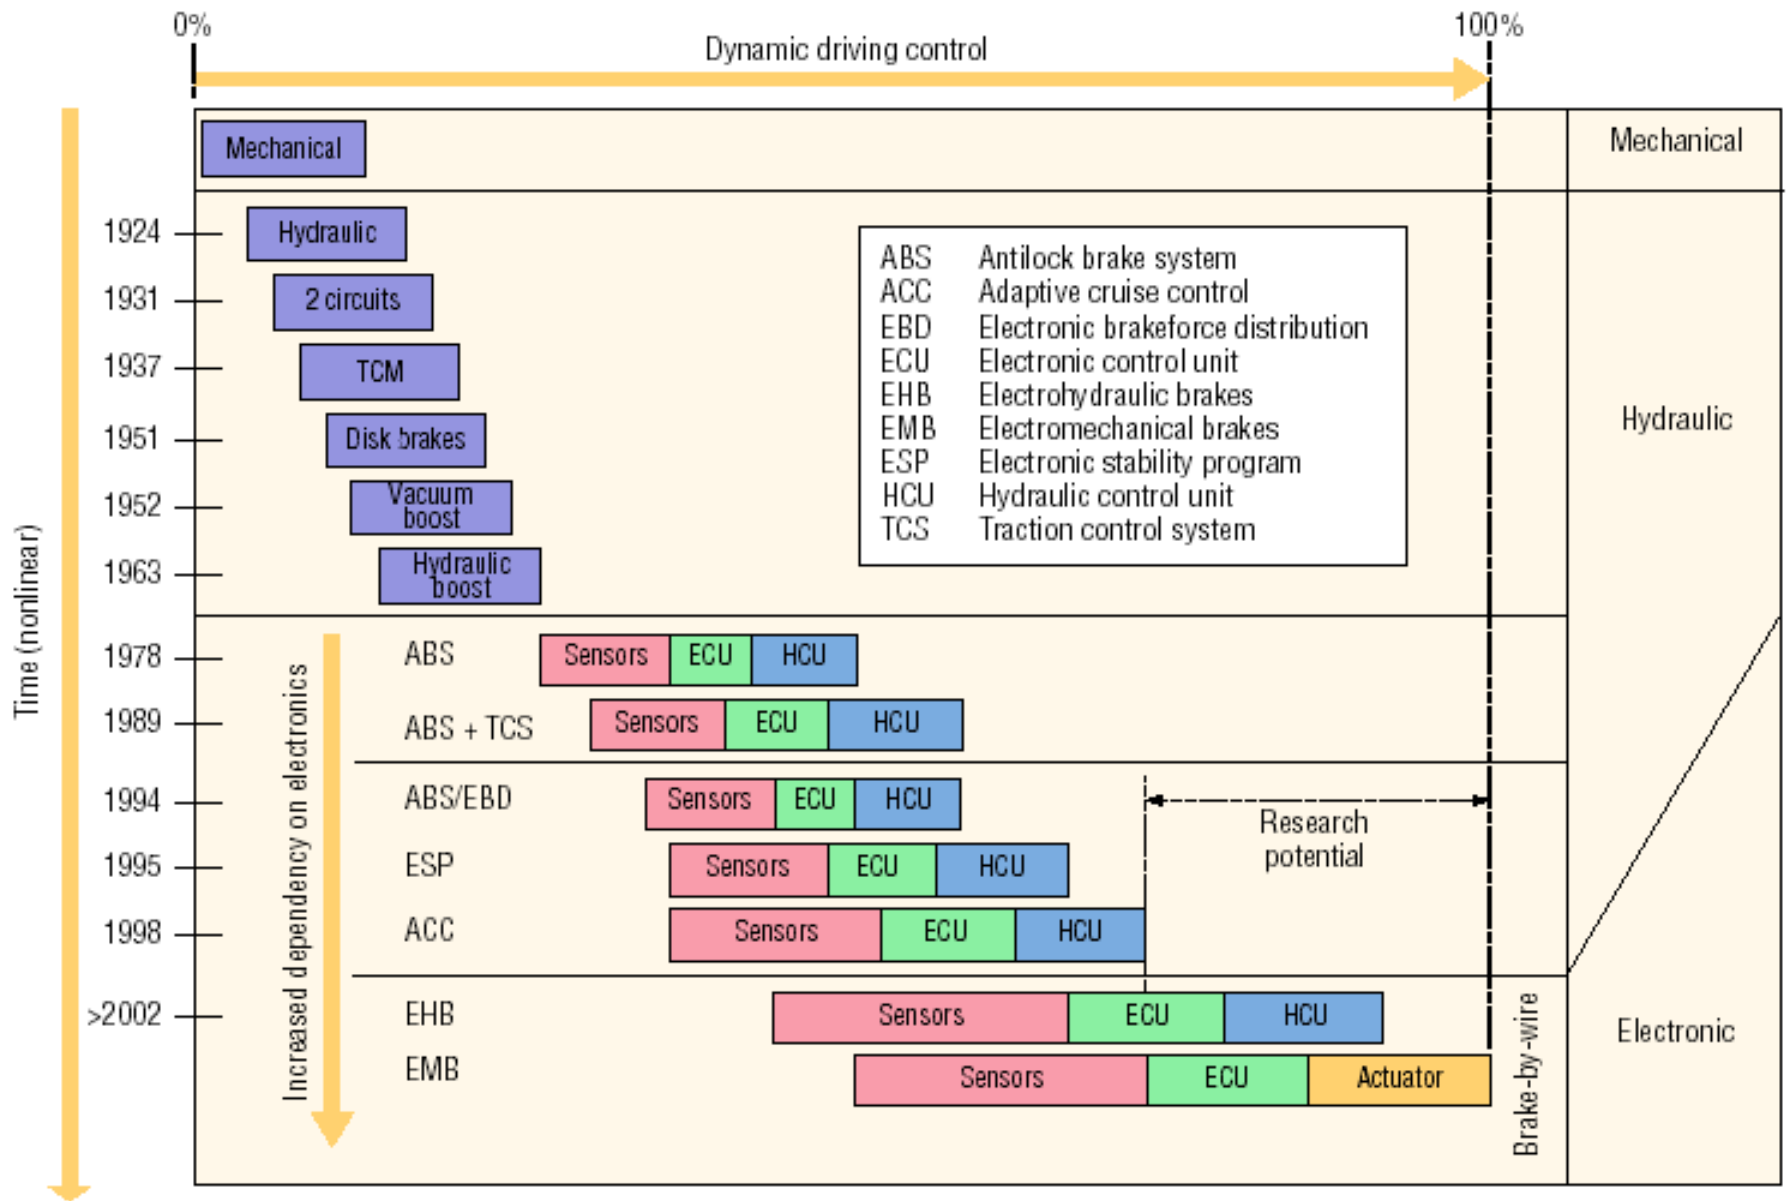 0%
100%
Dynamic driving control
Mechanical
Mechanical
1924
Hydraulic
1931
2 circuits
1937
TCM
1951
Disk brakes
1952
Vacuum
boost
1963
Hydraulic
boost
ABS Antilock brake system
ACC Adaptive cruise control
EBD Electronic brakeforce distribution
ECU Electronic control unit
EHB Electrohydraulic brakes
EMB Electromechanical brakes
ESP Electronic stability program
HCU Hydraulic control unit
TCS Traction control system
Hydraulic
Time (nonlinear)
Increased dependency on electronics
1978 ABS Sensors ECU HCU
1989 ABS + TCS Sensors ECU HCU
1994 ABS/EBD Sensors ECU HCU
Research
potential
1995 ESP Sensors ECU HCU
1998 ACC Sensors ECU HCU
>2002 EHB Sensors ECU HCU
EMB Sensors ECU Actuator
Brake-by-wire
Electronic